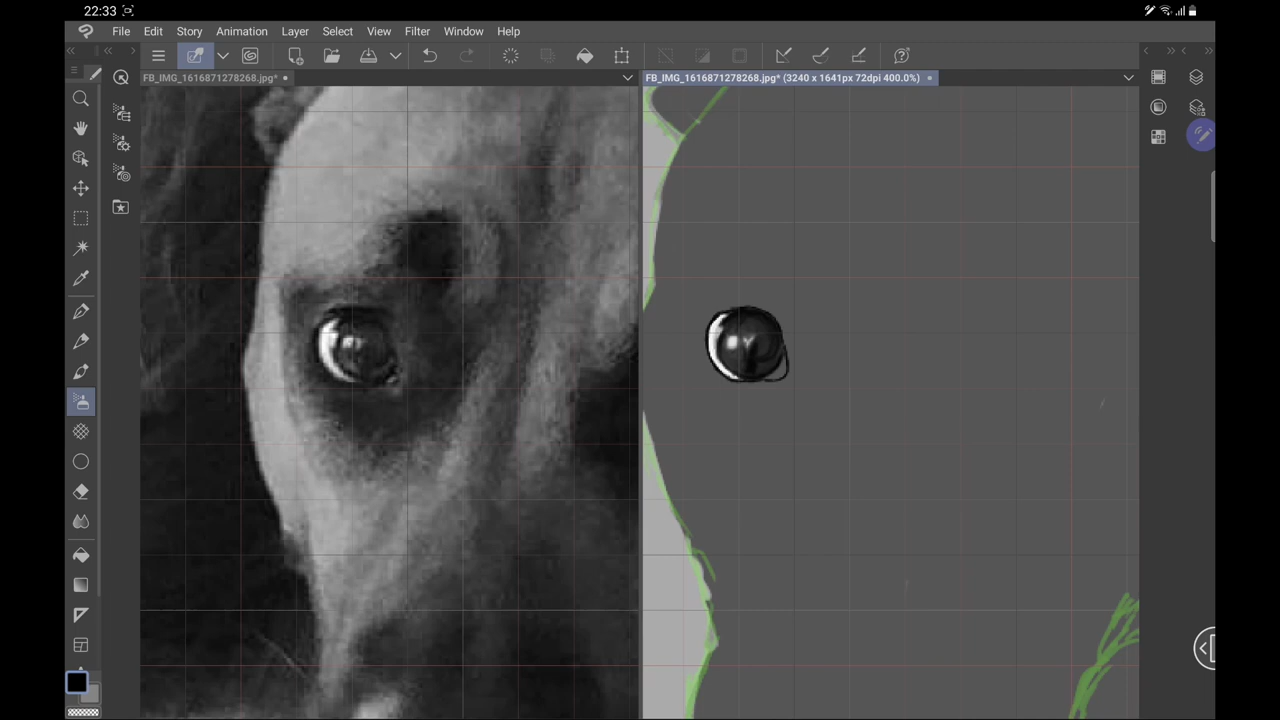 22:33
File Edit Story Animation Layer Select View Filter Window Help
FB_IMG_1616871278268.jpg*
FB_IMG_1616871278268.jpg* (3240 x 1641px 72dpi 400.0%)